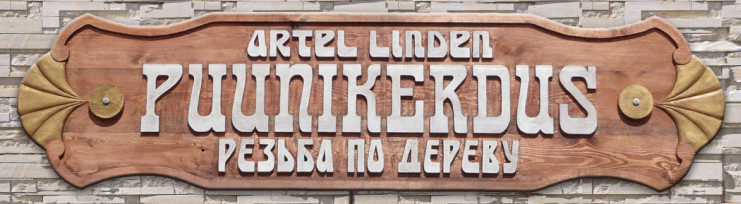 ARTEL LINDEN
PUUNIKERDUS
РЕЗЬБА ПО ДЕРЕВУ